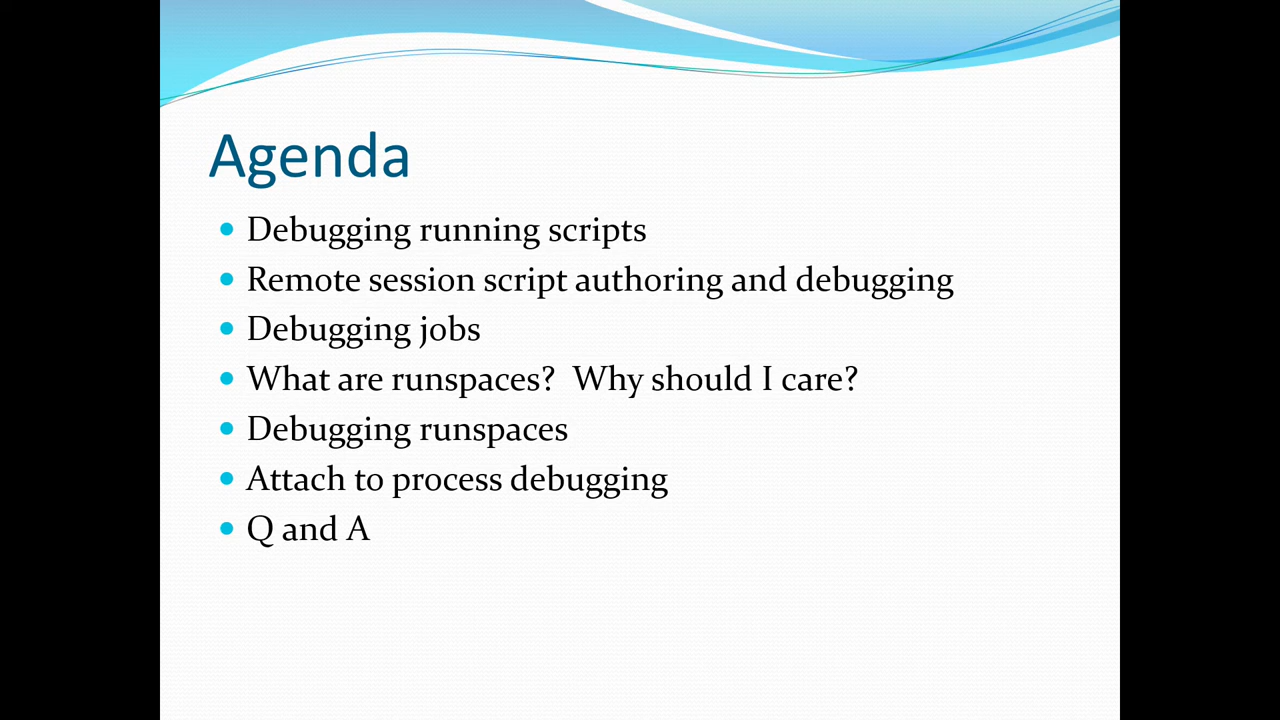 Agenda
Debugging running scripts
Remote session script authoring and debugging
Debugging jobs
What are runspaces?  Why should I care?
Debugging runspaces
Attach to process debugging
Q and A